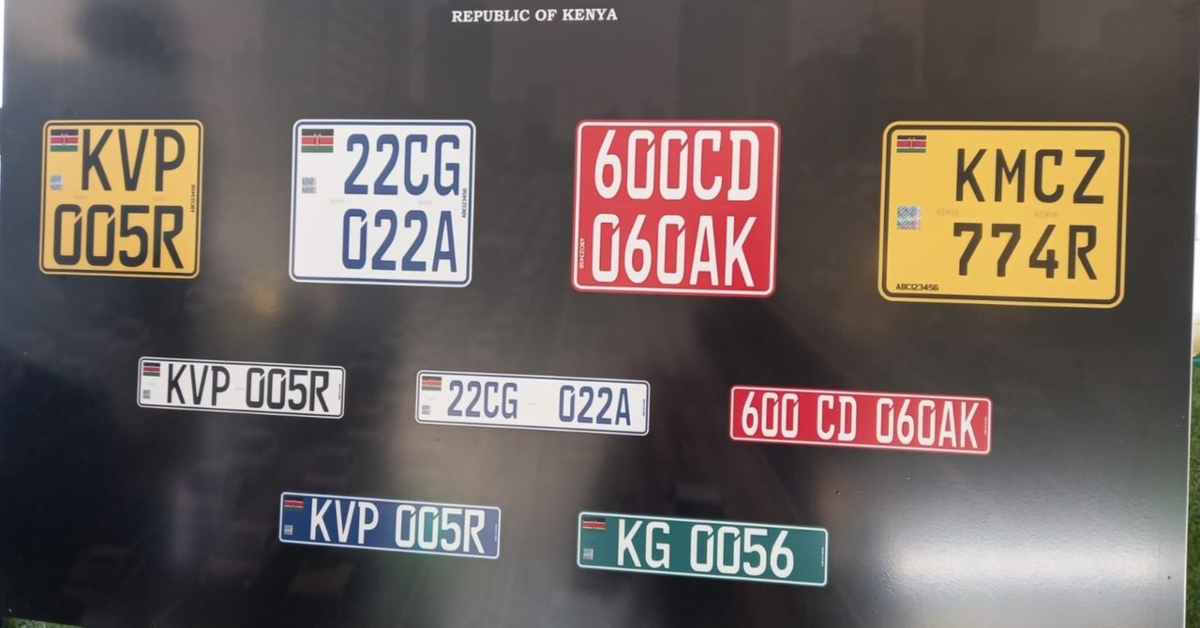 REPUBLIC OF KENYA
KVP
005R
22CG
022A
600CD
060AK
KMCZ
774R
ABC123456
KVP 005R
22CG 022A
600 CD 060AK
KVP 005R
KG 0056